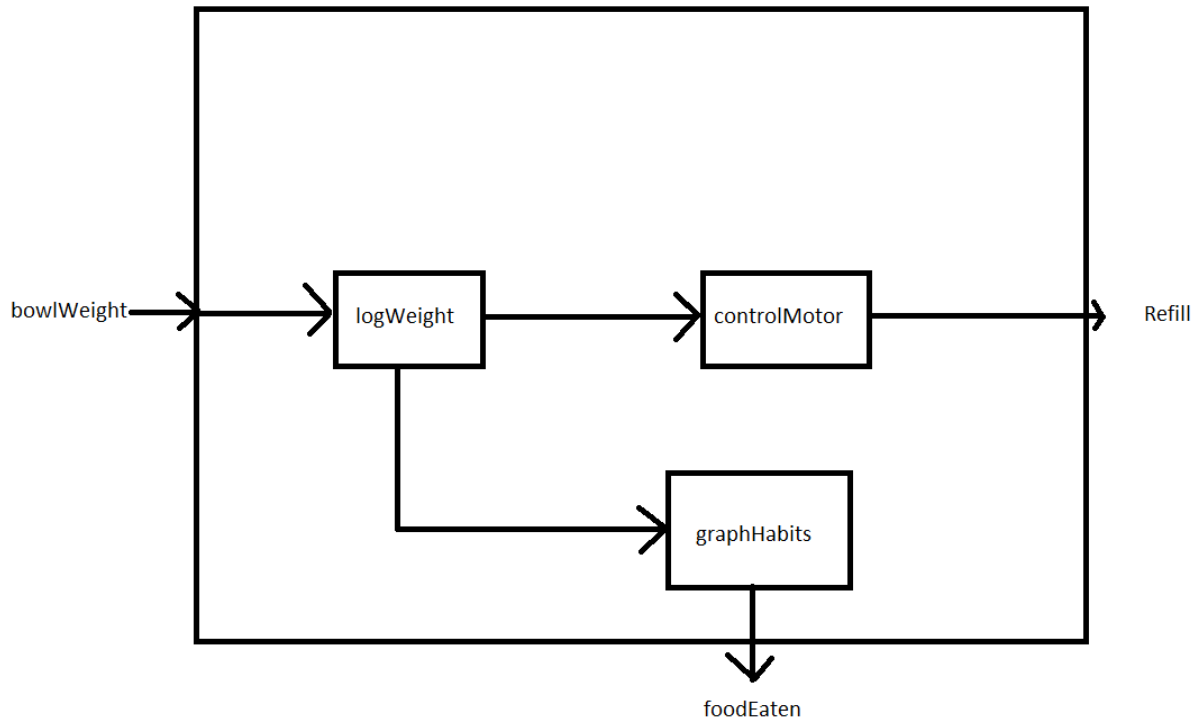 bowlWeight
logWeight
controlMotor
Refill
graphHabits
foodEaten